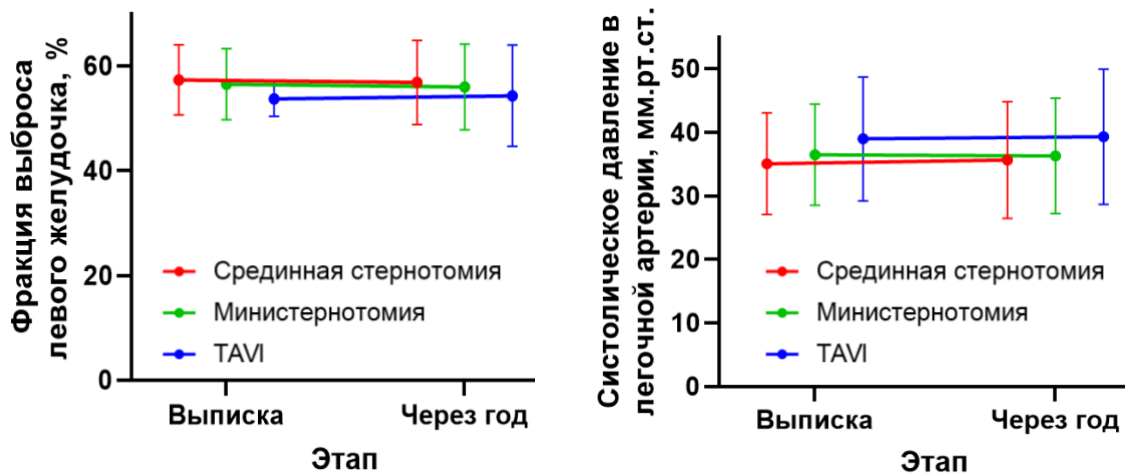 Фракция выброса
левого желудочка, %
60
40
20
0
Срединная стернотомия
Министернотомия
TAVI
Выписка
Через год
Этап
Систолическое давление в
легочной артерии, мм.рт.ст.
50
40
30
20
10
0
Срединная стернотомия
Министернотомия
TAVI
Выписка
Через год
Этап